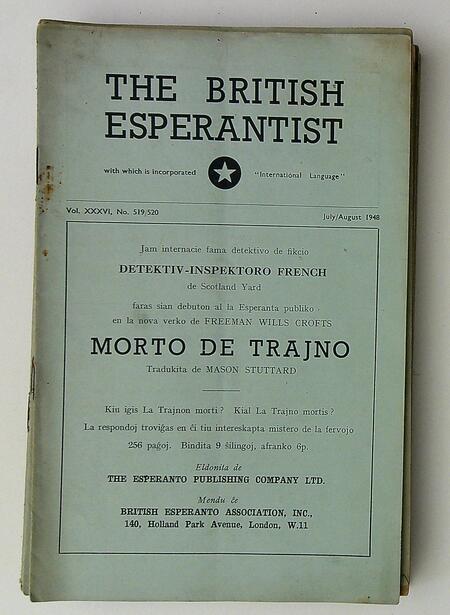 THE BRITISH
ESPERANTIST
with which is incorporated "International Language"
Vol. XXXVI, No. 519/520 July/August 1948
Jam internacie fama detektivo de fikcio
DETEKTIV-INSPEKTORO FRENCH
de Scotland Yard
faras sian debuton al la Esperanta publiko
en la nova verko de FREEMAN WILLS CROFTS
MORTO DE TRAJNO
Tradukita de MASON STUTTARD
Kiu igis La Trajnon morti? Kial La Trajno mortis?
La respondoj troviĝas en ĉi tiu intereskapta mistero de la fervojo
256 paĝoj. Bindita 9 ŝilingoj, afranko 6p.
Eldonita de
THE ESPERANTO PUBLISHING COMPANY LTD.
Mendu ĉe
BRITISH ESPERANTO ASSOCIATION, INC.,
140, Holland Park Avenue, London, W.11